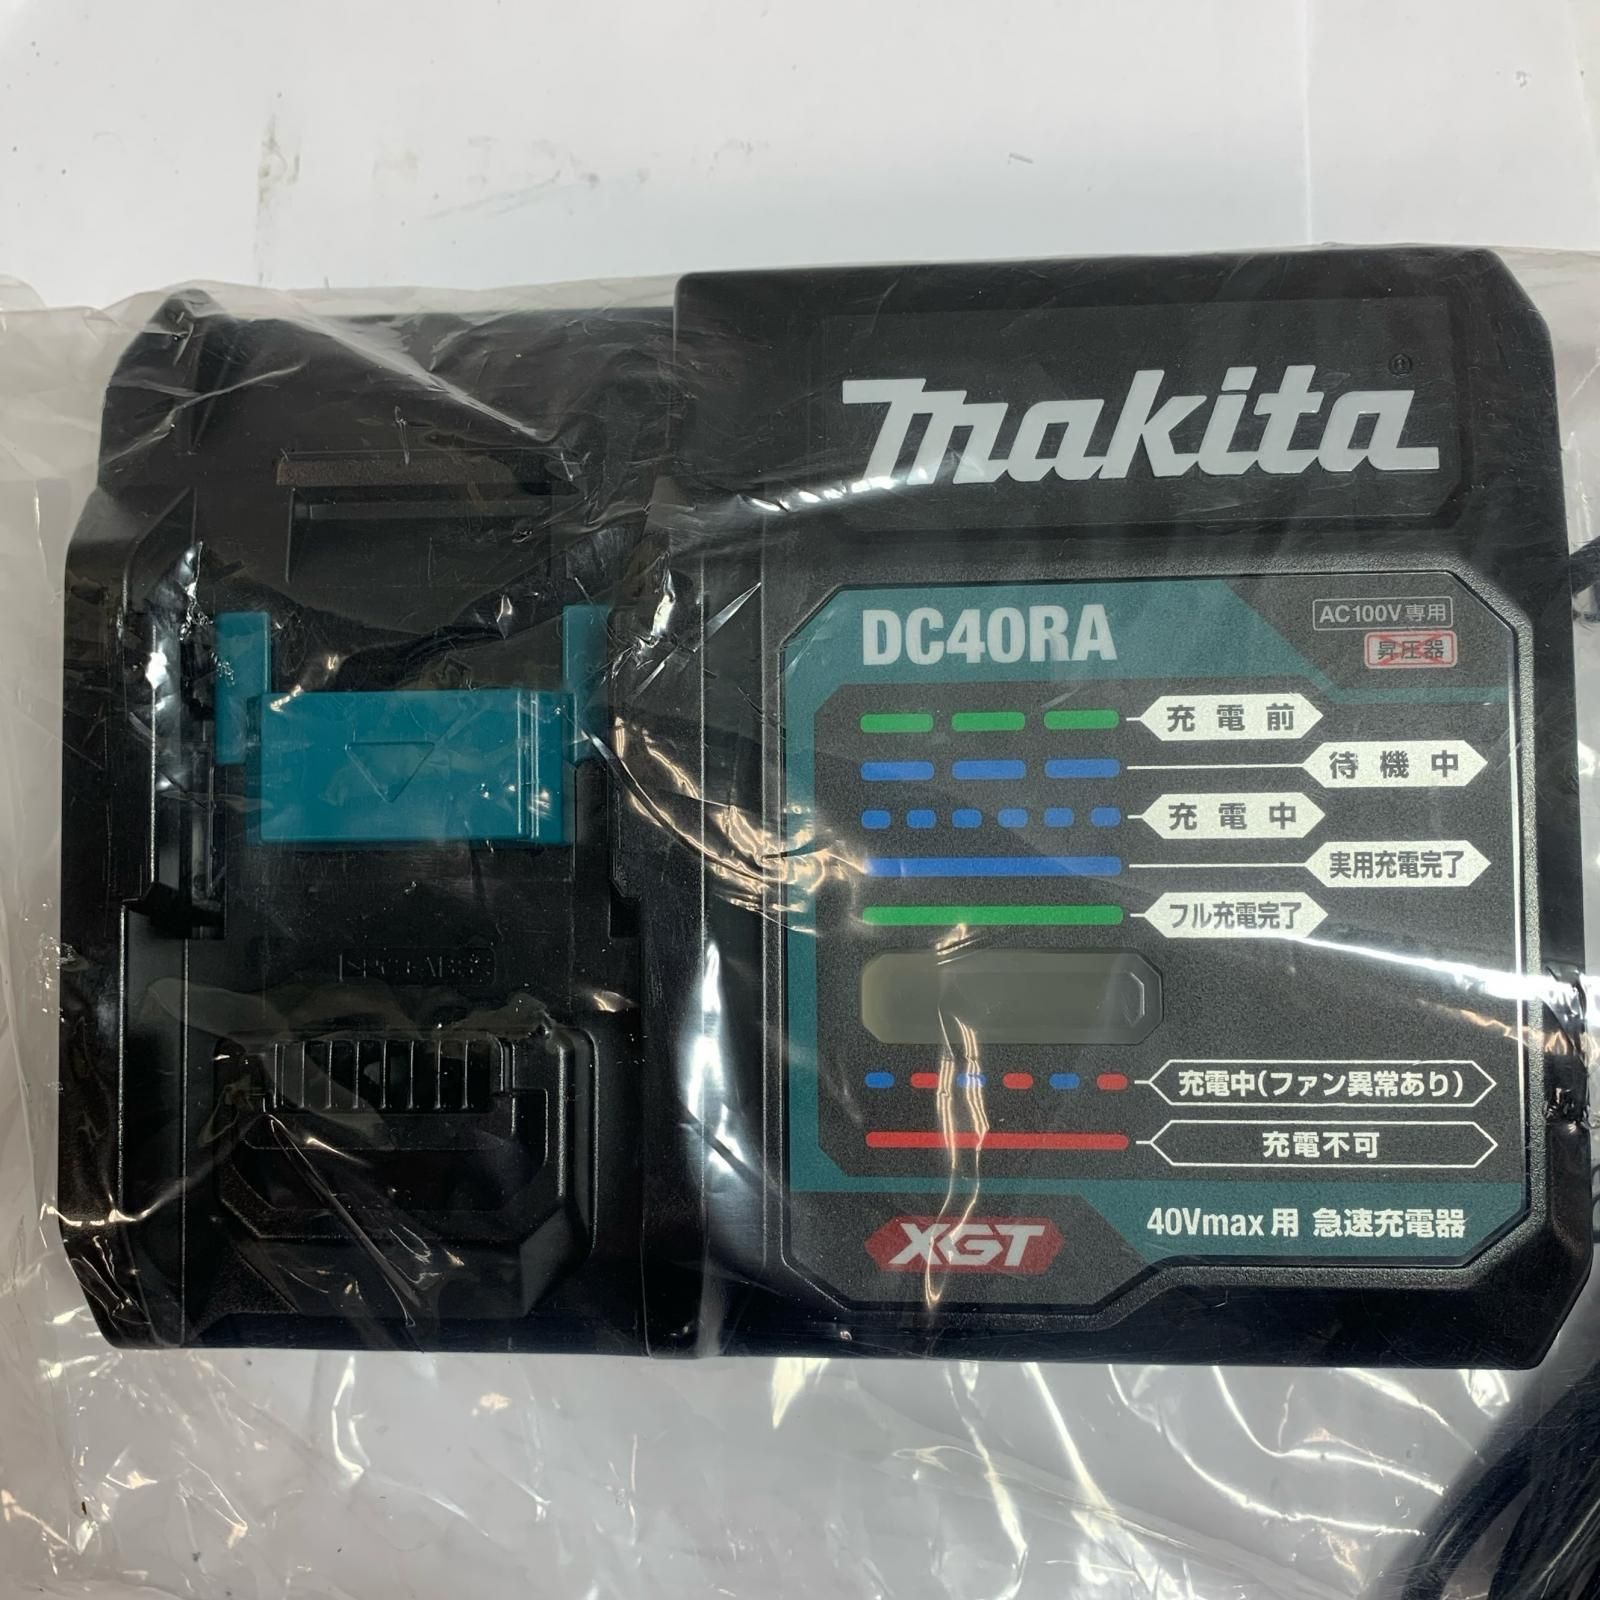 makita®
DC40RA
AC100V専用
昇圧器
充電前
待機中
充電中
実用充電完了
フル充電完了
充電中(ファン異常あり)
充電不可
XGT
40Vmax用 急速充電器